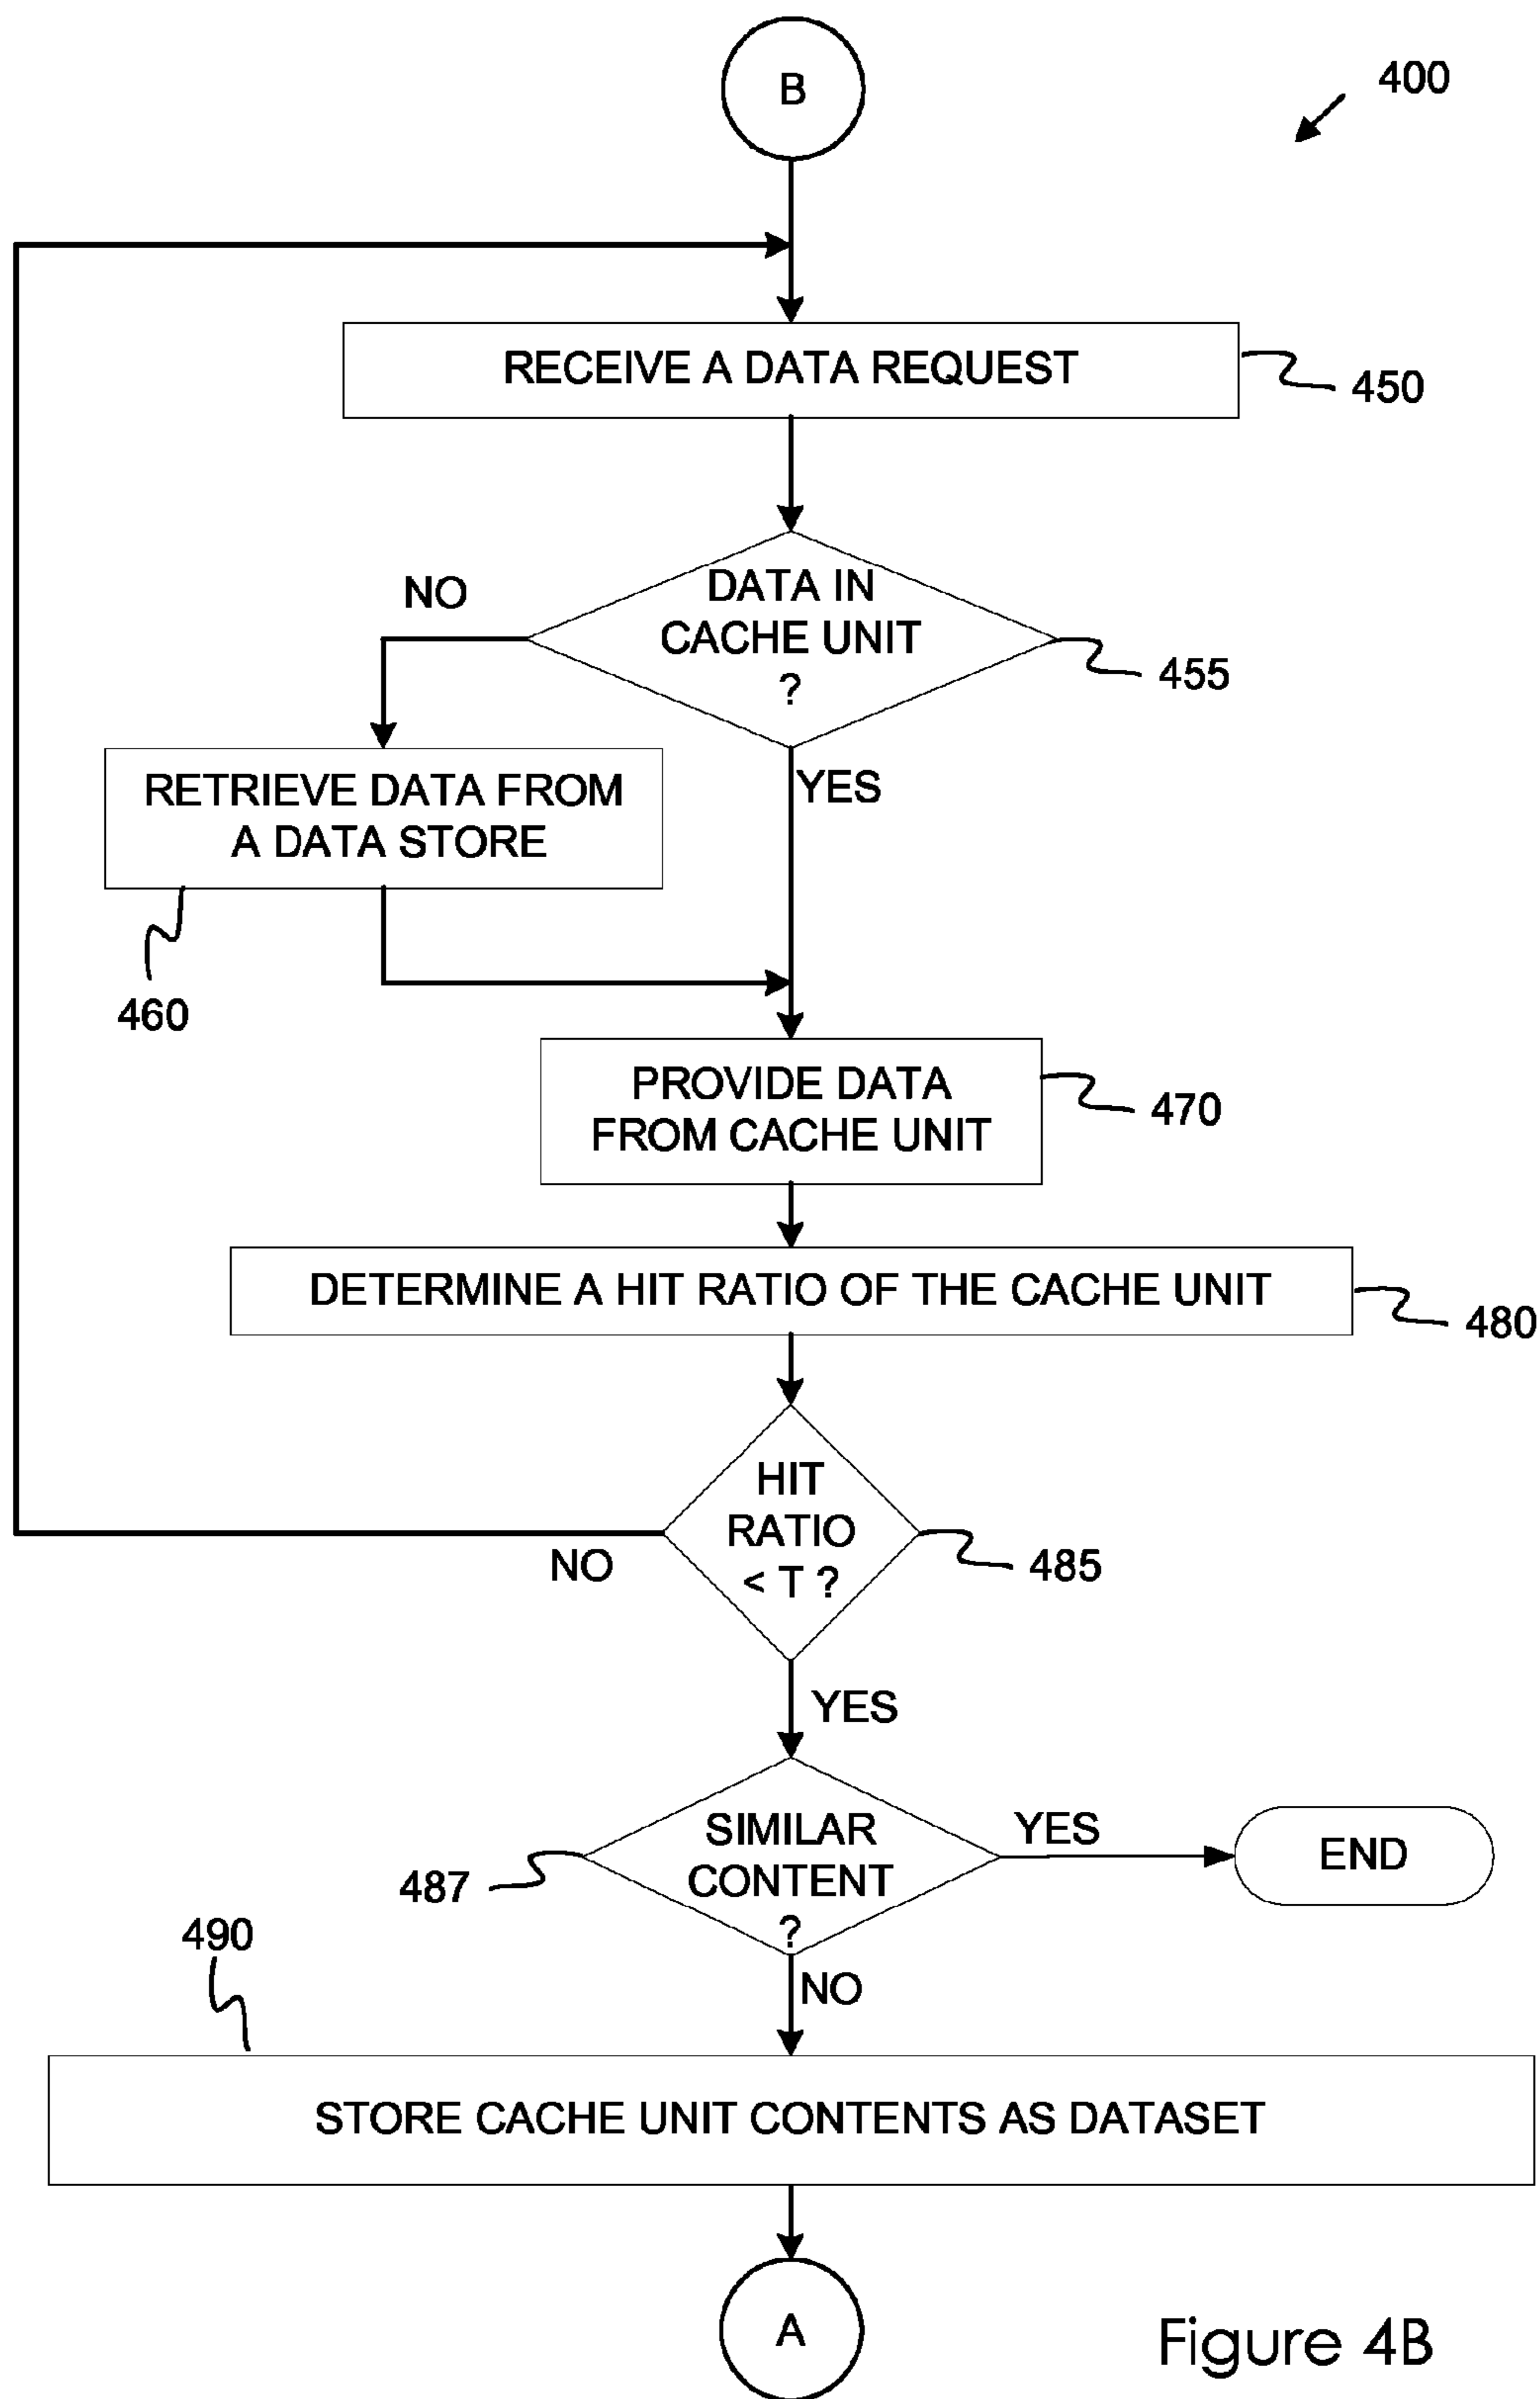 B
400
RECEIVE A DATA REQUEST
450
DATA IN
CACHE UNIT
?
455
NO
YES
RETRIEVE DATA FROM
A DATA STORE
460
PROVIDE DATA
FROM CACHE UNIT
470
DETERMINE A HIT RATIO OF THE CACHE UNIT
480
HIT
RATIO
< T ?
485
NO
YES
SIMILAR
CONTENT
?
487
YES
END
NO
490
STORE CACHE UNIT CONTENTS AS DATASET
A
Figure 4B